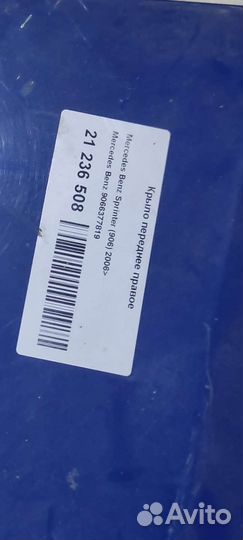 Крыло переднее правое
Mercedes Benz Sprinter (906) 2006>
Mercedes Benz 9066377819
21 236 508
Avito